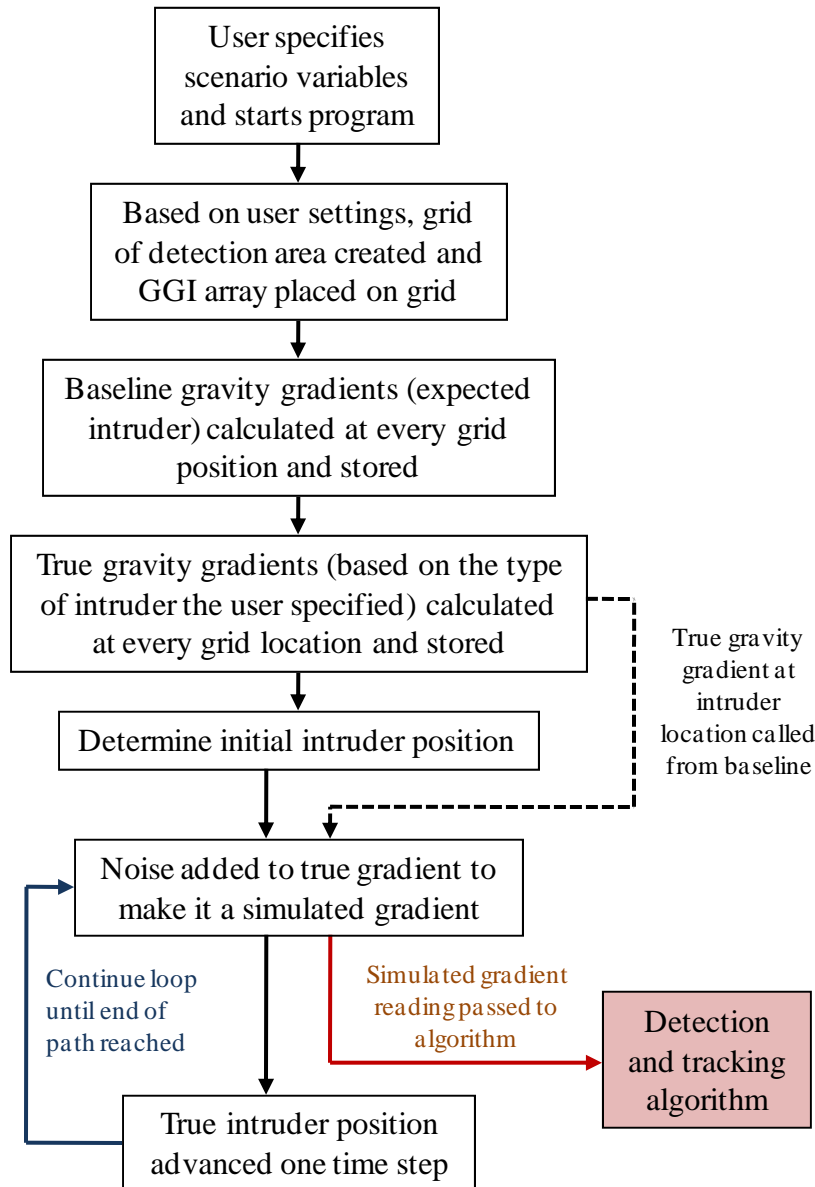 User specifies
scenario variables
and starts program
Based on user settings, grid
of detection area created and
GGI array placed on grid
Baseline gravity gradients (expected
intruder) calculated at every grid
position and stored
True gravity gradients (based on the type
of intruder the user specified) calculated
at every grid location and stored
True gravity
gradient at
intruder
location called
from baseline
Determine initial intruder position
Noise added to true gradient to
make it a simulated gradient
Continue loop
until end of
path reached
Simulated gradient
reading passed to
algorithm
Detection
and tracking
algorithm
True intruder position
advanced one time step